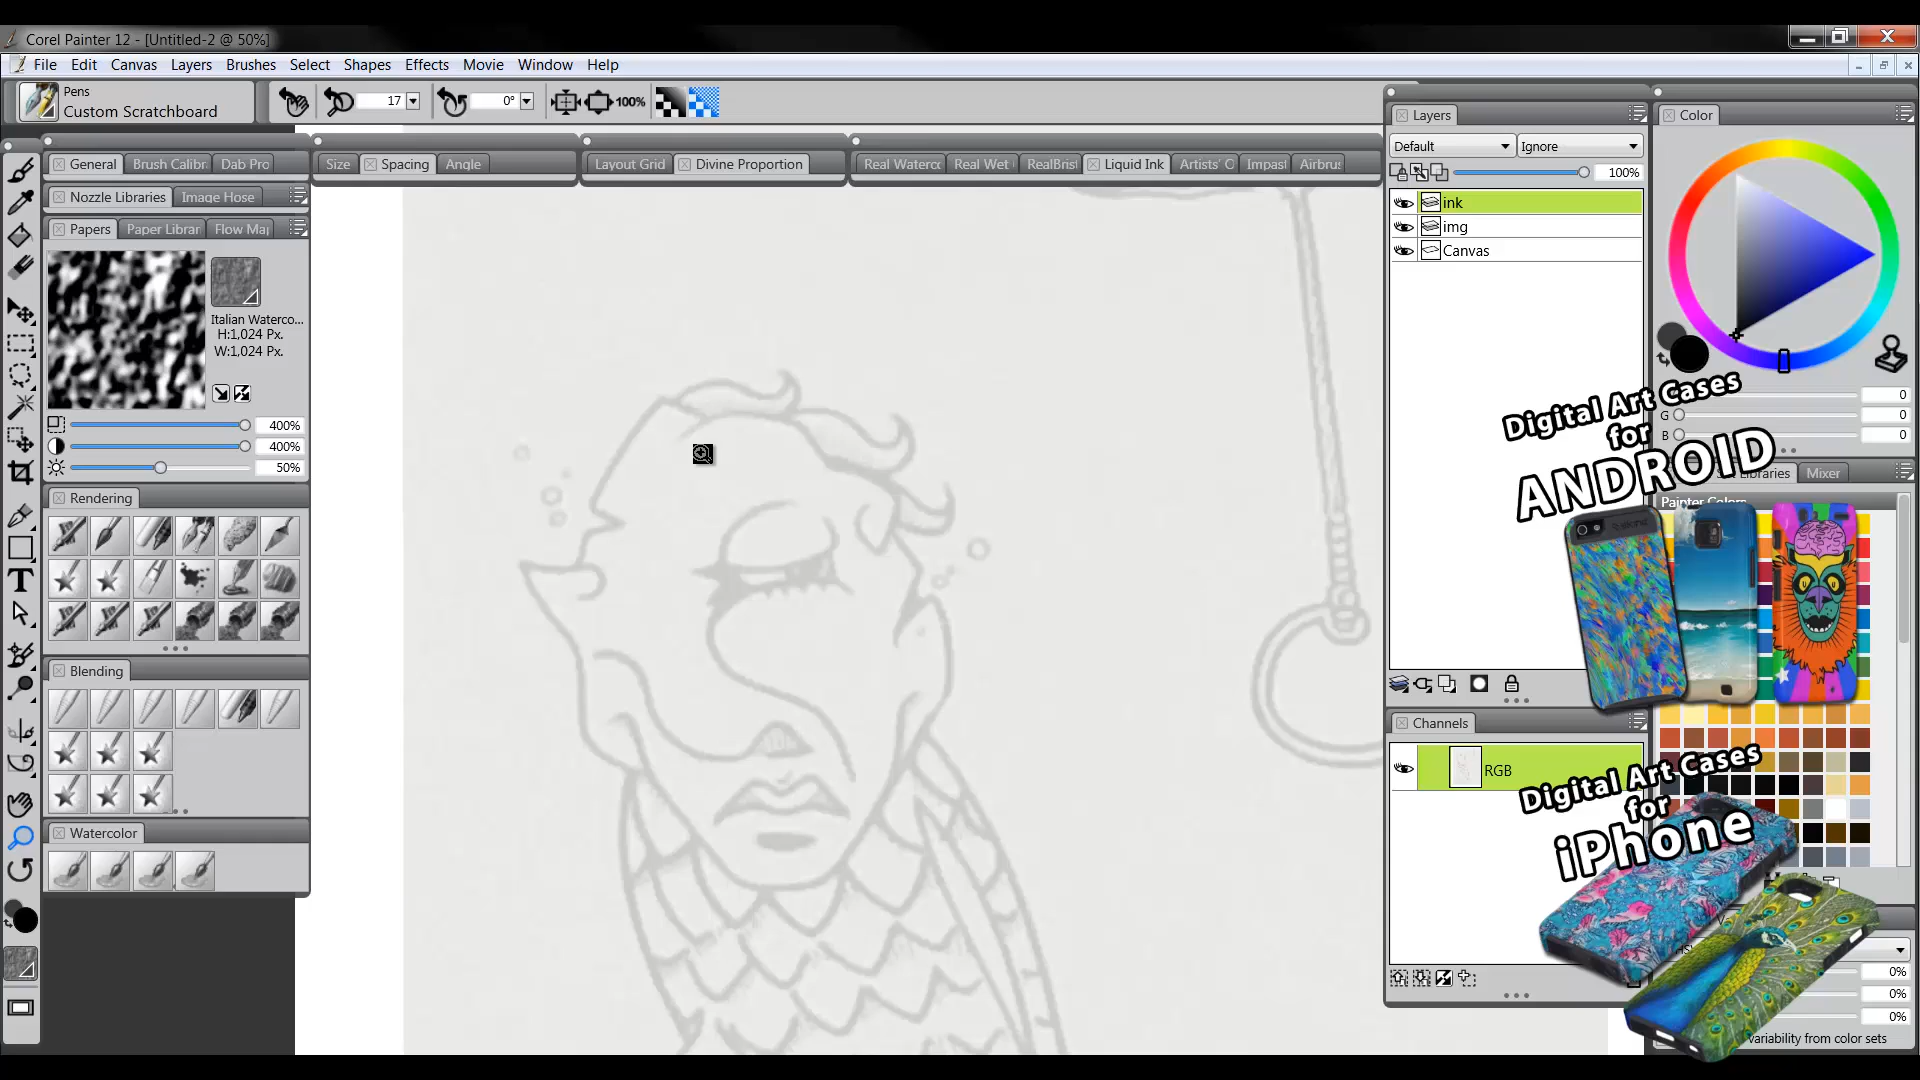 Corel Painter 12 - [Untitled-2 @ 50%]
File Edit Canvas Layers Brushes Select Shapes Effects Movie Window Help
Pens
Custom Scratchboard
17
0°
100%
General Brush Calibr Dab Pro
Size Spacing Angle
Layout Grid Divine Proportion
Real Waterco Real Wet RealBrist Liquid Ink Artists' O Impast Airbrus
Nozzle Libraries Image Hose
Papers Paper Librar Flow Map
Italian Waterco...
H:1,024 Px.
W:1,024 Px.
400%
400%
50%
Rendering
Blending
Watercolor
Layers
Default Ignore
100%
ink
img
Canvas
Channels
RGB
Color
0
G 0
B 0
Libraries Mixer
Painter Colors
Digital Art Cases
for
ANDROID
Digital Art Cases
for
iPhone
0%
0%
0%
variability from color sets